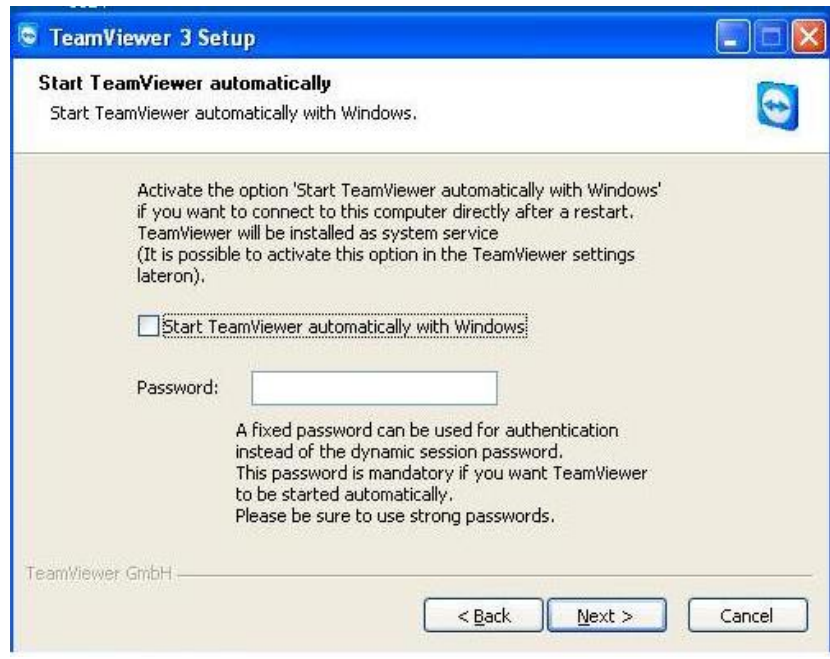 TeamViewer 3 Setup
Start TeamViewer automatically
Start TeamViewer automatically with Windows.
Activate the option 'Start TeamViewer automatically with Windows'
if you want to connect to this computer directly after a restart.
TeamViewer will be installed as system service
(It is possible to activate this option in the TeamViewer settings
lateron).
Start TeamViewer automatically with Windows
Password:
A fixed password can be used for authentication
instead of the dynamic session password.
This password is mandatory if you want TeamViewer
to be started automatically.
Please be sure to use strong passwords.
TeamViewer GmbH
< Back Next > Cancel